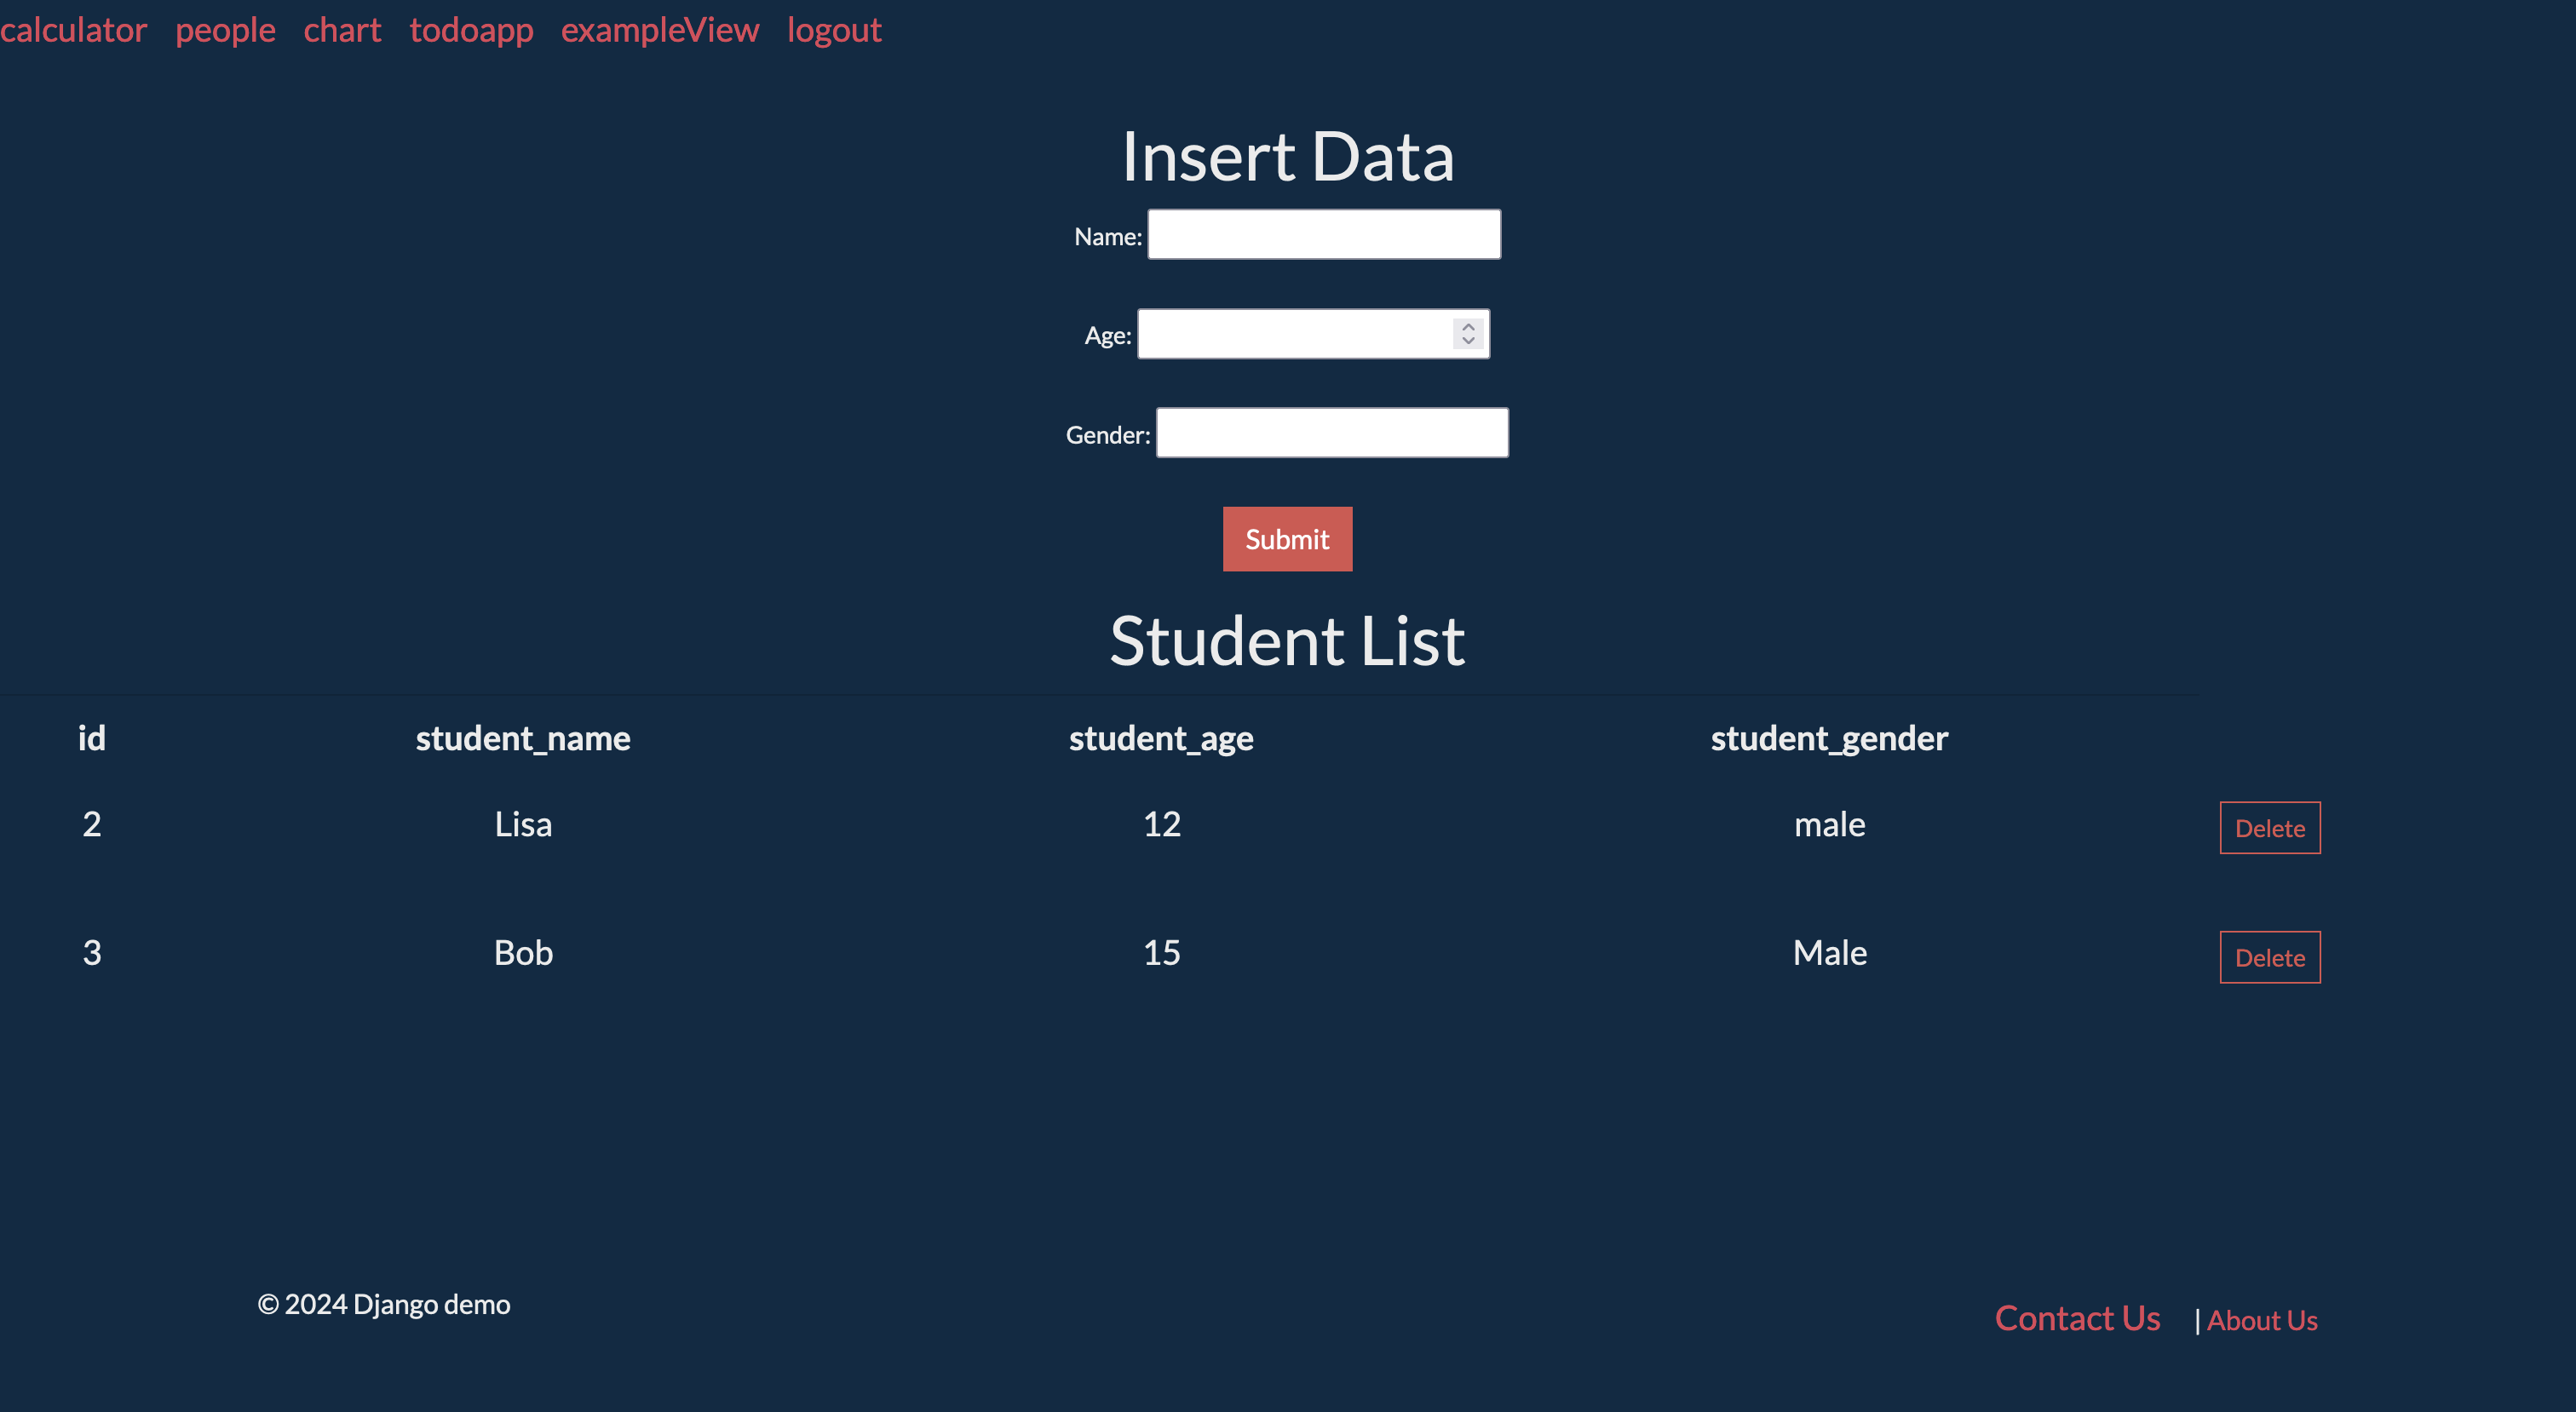 calculator people chart todoapp exampleView logout
Insert Data
Name:
Age:
Gender:
Submit
Student List
id student_name student_age student_gender
2 Lisa 12 male Delete
3 Bob 15 Male Delete
© 2024 Django demo
Contact Us | About Us